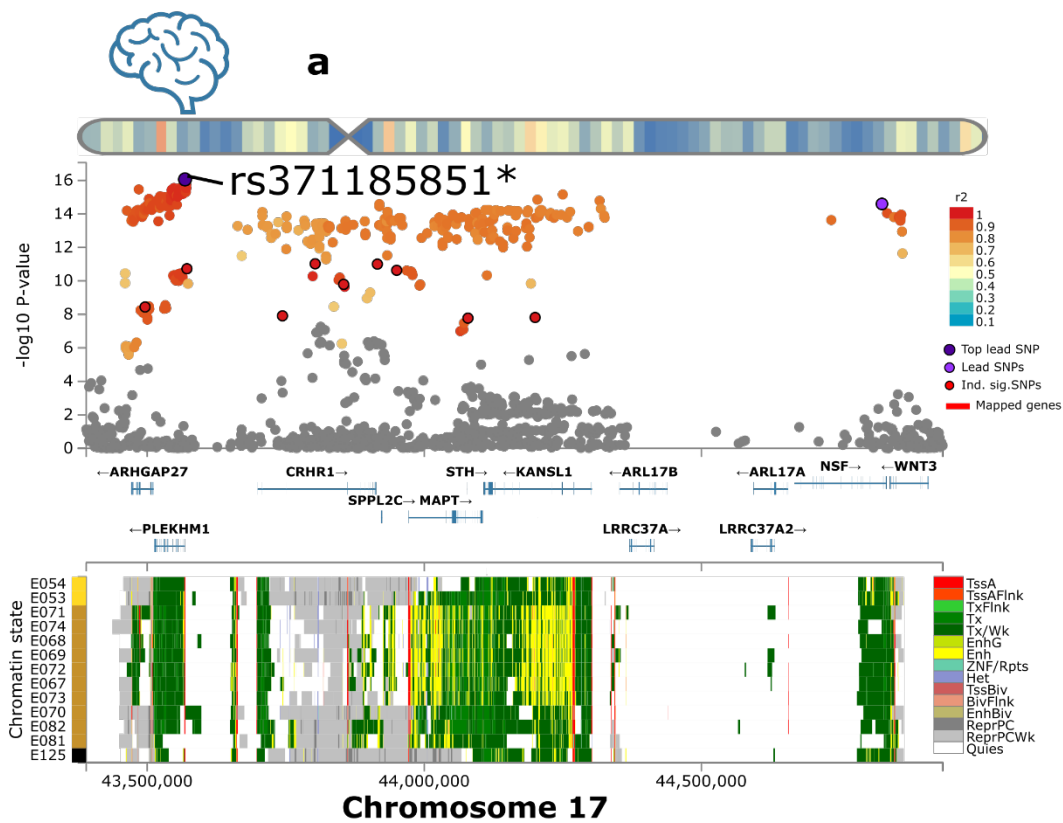 a
rs371185851*
-log10 P-value
16
14
12
10
8
6
4
2
0
r2
1
0.9
0.8
0.7
0.6
0.5
0.4
0.3
0.2
0.1
Top lead SNP
Lead SNPs
Ind. sig.SNPs
Mapped genes
←ARHGAP27
CRHR1→
STH→
←KANSL1
←ARL17B
←ARL17A
NSF→
←WNT3
SPPL2C→
MAPT→
←PLEKHM1
LRRC37A→
LRRC37A2→
Chromatin state
E054
E053
E071
E074
E068
E069
E072
E067
E073
E070
E082
E081
E125
TssA
TssAFlnk
TxFlnk
Tx
Tx/Wk
EnhG
Enh
ZNF/Rpts
Het
TssBiv
BivFlnk
EnhBiv
ReprPC
ReprPCWk
Quies
43,500,000
44,000,000
44,500,000
Chromosome 17